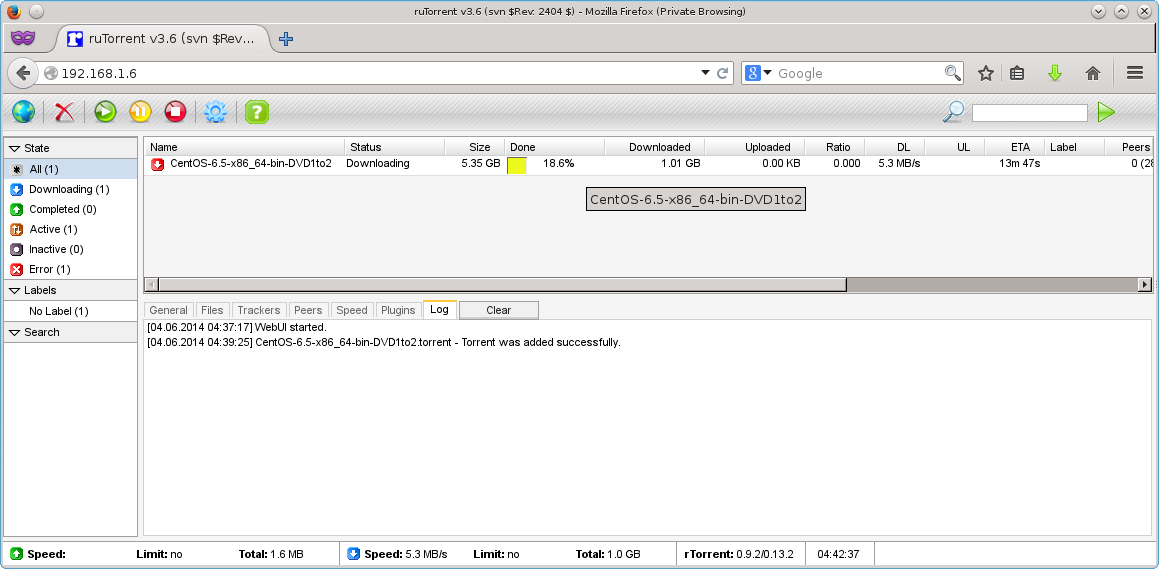 ruTorrent v3.6 (svn $Rev: 2404 $) - Mozilla Firefox (Private Browsing)
ruTorrent v3.6 (svn $Rev...
192.168.1.6
Google
State
All (1)
Downloading (1)
Completed (0)
Active (1)
Inactive (0)
Error (1)
Labels
No Label (1)
Search
Name Status Size Done Downloaded Uploaded Ratio DL UL ETA Label Peers
CentOS-6.5-x86_64-bin-DVD1to2 Downloading 5.35 GB 18.6% 1.01 GB 0.00 KB 0.000 5.3 MB/s 13m 47s 0 (28
CentOS-6.5-x86_64-bin-DVD1to2
General Files Trackers Peers Speed Plugins Log Clear
[04.06.2014 04:37:17] WebUI started.
[04.06.2014 04:39:25] CentOS-6.5-x86_64-bin-DVD1to2.torrent - Torrent was added successfully.
Speed: Limit: no Total: 1.6 MB Speed: 5.3 MB/s Limit: no Total: 1.0 GB rTorrent: 0.9.2/0.13.2 04:42:37